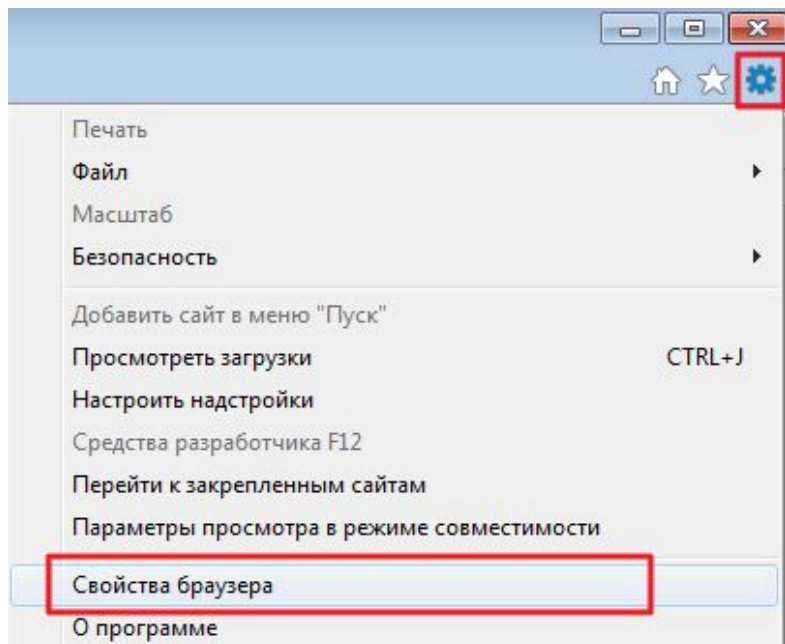 Печать
Файл
Масштаб
Безопасность
Добавить сайт в меню "Пуск"
Просмотреть загрузки CTRL+J
Настроить надстройки
Средства разработчика F12
Перейти к закрепленным сайтам
Параметры просмотра в режиме совместимости
Свойства браузера
О программе